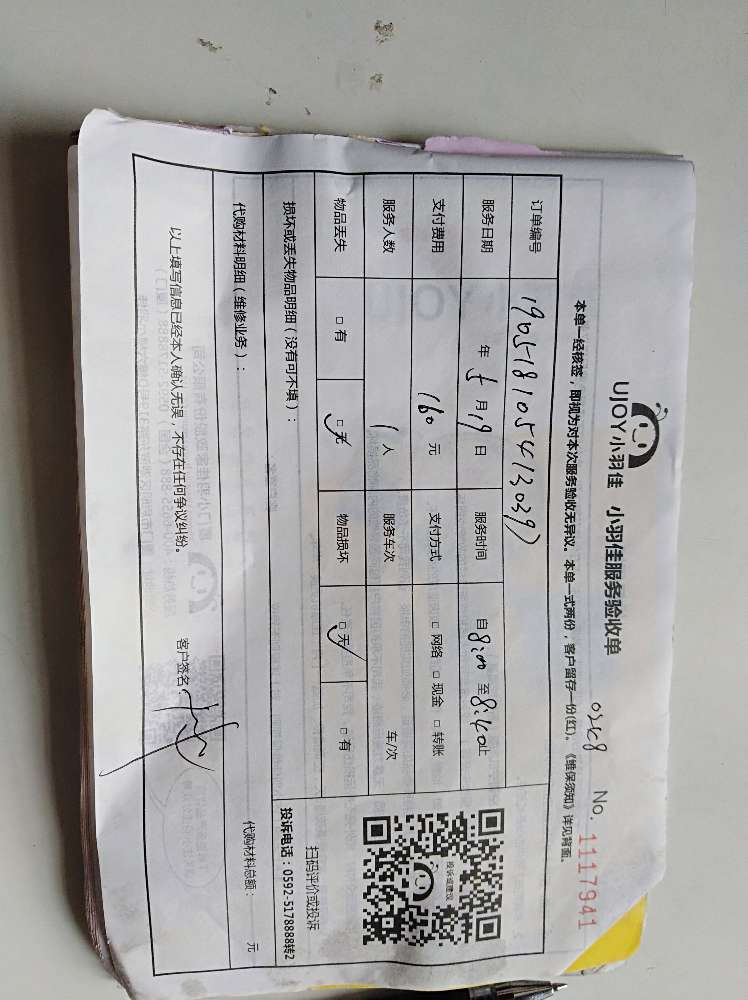 UJOY小羽佳 小羽佳服务验收单
No. 11117941
本单一经核签，即视为对本次服务验收无异议。本单一式两份，客户留存一份(红)。《维保须知》详见背面。
订单编号 190518105413039)
服务日期 年 5 月 19 日 服务时间 自 8:00 至 8:40 止
支付费用 160 元 支付方式 □ 网络 □ 现金 □ 转账
服务人数 1 人 服务车次 车/次
物品丢失 □ 有 □ 无 物品损坏 □ 无 □ 有
投诉或建议
扫码评价或投诉
投诉电话：0592-5178888转2
损坏或丢失物品明细（没有可不填）：
代购材料明细（维修业务）： 代购材料总额： 元
以上填写信息已经本人确认无误，不存在任何争议纠纷。 客户签名：